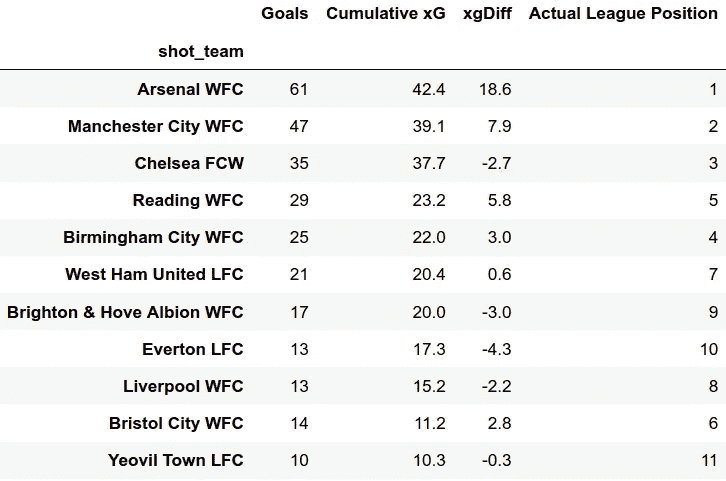 Goals Cumulative xG xgDiff Actual League Position
shot_team
Arsenal WFC 61 42.4 18.6 1
Manchester City WFC 47 39.1 7.9 2
Chelsea FCW 35 37.7 -2.7 3
Reading WFC 29 23.2 5.8 5
Birmingham City WFC 25 22.0 3.0 4
West Ham United LFC 21 20.4 0.6 7
Brighton & Hove Albion WFC 17 20.0 -3.0 9
Everton LFC 13 17.3 -4.3 10
Liverpool WFC 13 15.2 -2.2 8
Bristol City WFC 14 11.2 2.8 6
Yeovil Town LFC 10 10.3 -0.3 11